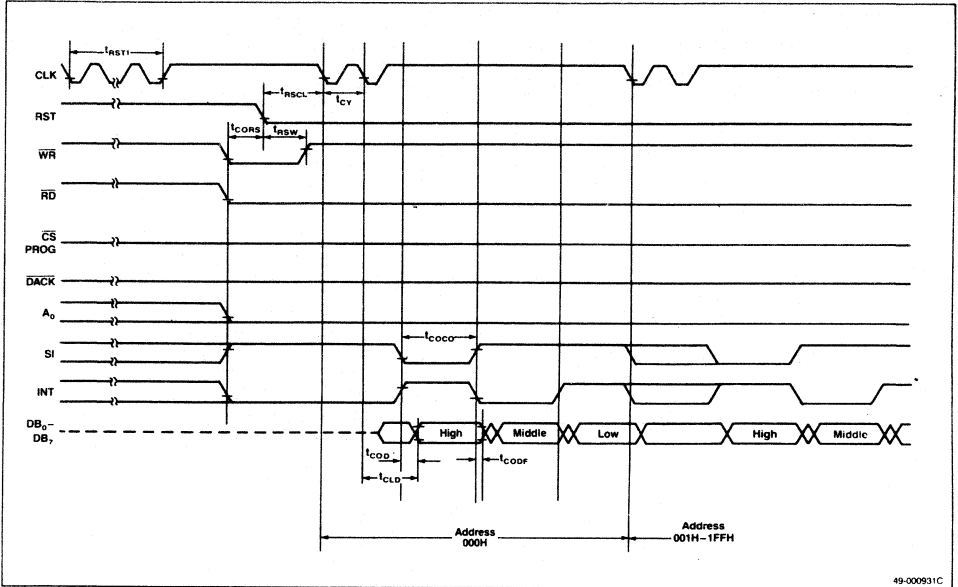 tRSTI
CLK
tRSCL
tCY
RST
tCORS
tRSW
WR
RD
CS
PROG
DACK
A0
tCOCO
SI
INT
DB0–
DB7
High
Middle
Low
High
Middle
tCOD
tCODF
tCLD
Address
000H
Address
001H–1FFH
49-000931C